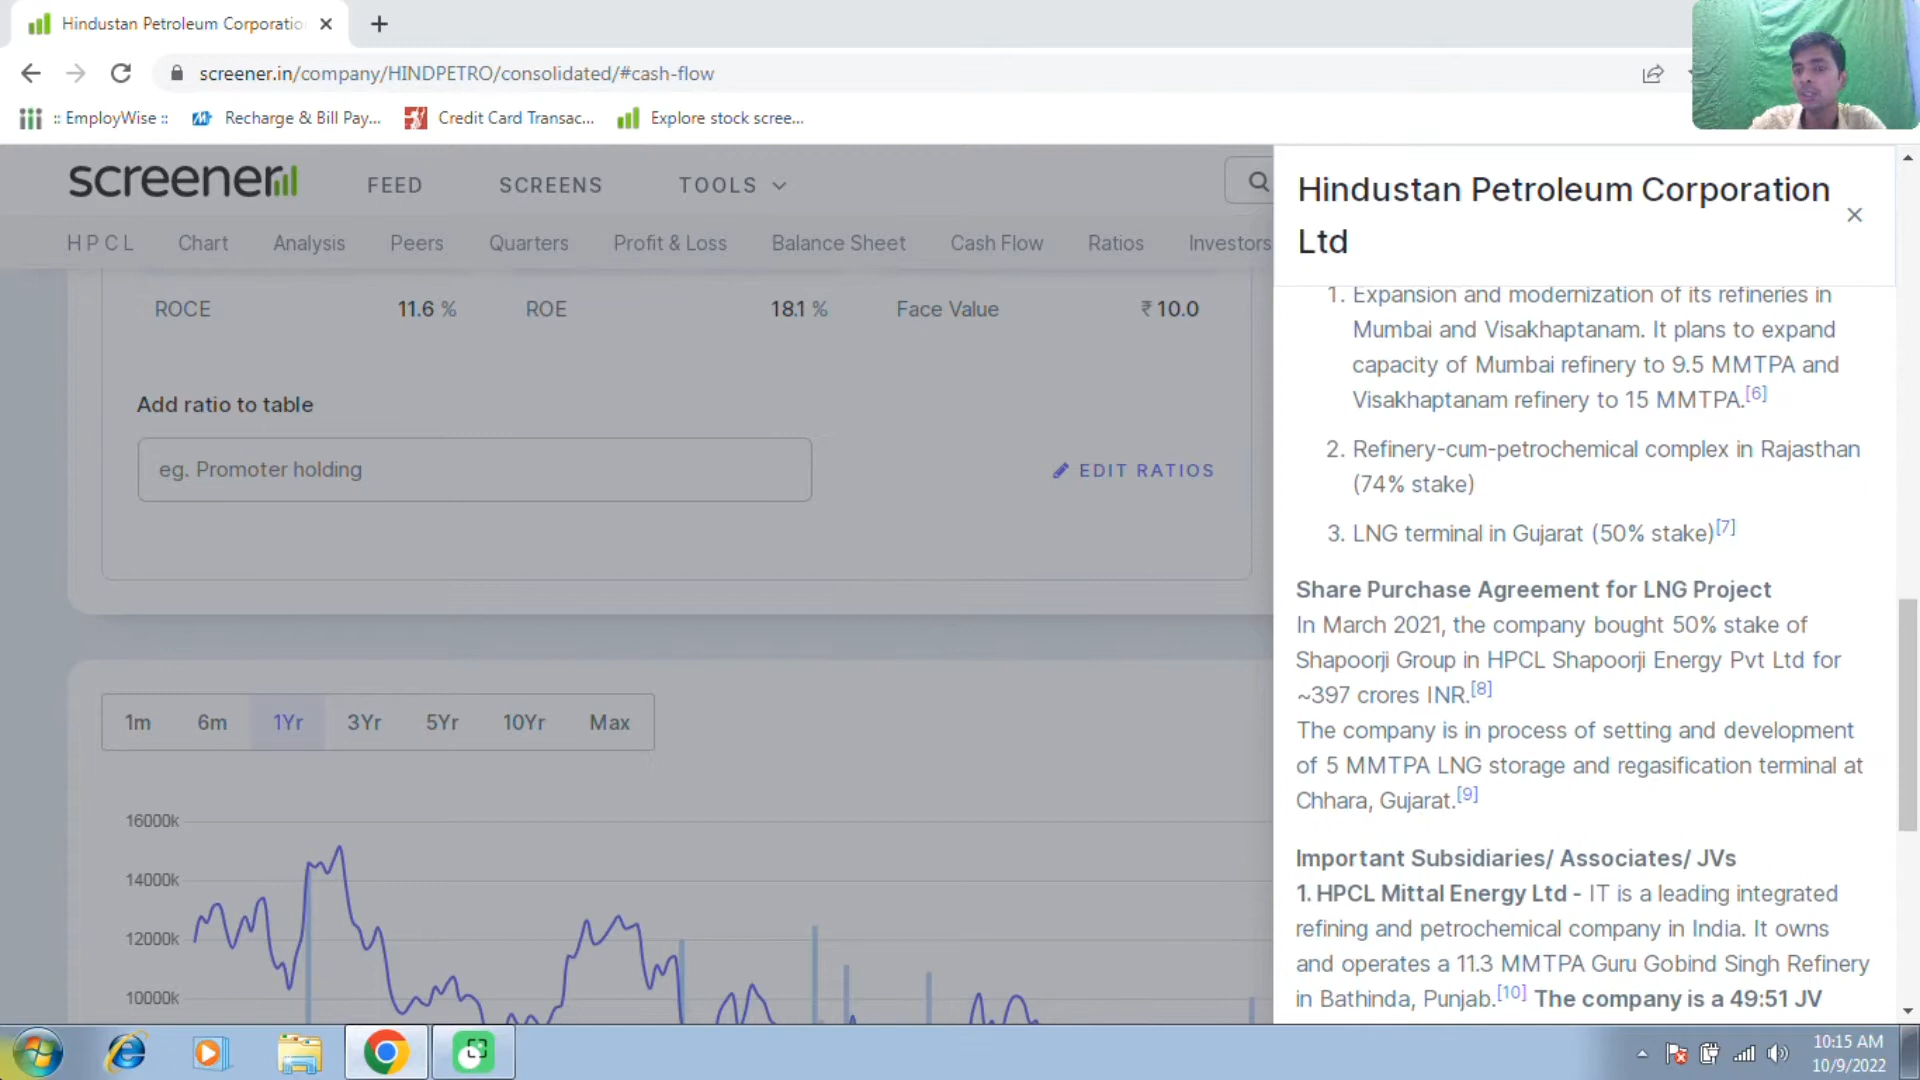 Hindustan Petroleum Corporatio
screener.in/company/HINDPETRO/consolidated/#cash-flow
:: EmployWise ::
Recharge & Bill Pay...
Credit Card Transac...
Explore stock scree...
screener
FEED
SCREENS
TOOLS
H P C L
Chart
Analysis
Peers
Quarters
Profit & Loss
Balance Sheet
Cash Flow
Ratios
Investors
ROCE 11.6 %
ROE 18.1 %
Face Value ₹ 10.0
Add ratio to table
eg. Promoter holding
EDIT RATIOS
1m 6m 1Yr 3Yr 5Yr 10Yr Max
16000k
14000k
12000k
10000k
Hindustan Petroleum Corporation
Ltd
1. Expansion and modernization of its refineries in
Mumbai and Visakhaptanam. It plans to expand
capacity of Mumbai refinery to 9.5 MMTPA and
Visakhaptanam refinery to 15 MMTPA.[6]
2. Refinery-cum-petrochemical complex in Rajasthan
(74% stake)
3. LNG terminal in Gujarat (50% stake)[7]
Share Purchase Agreement for LNG Project
In March 2021, the company bought 50% stake of
Shapoorji Group in HPCL Shapoorji Energy Pvt Ltd for
~397 crores INR.[8]
The company is in process of setting and development
of 5 MMTPA LNG storage and regasification terminal at
Chhara, Gujarat.[9]
Important Subsidiaries/ Associates/ JVs
1. HPCL Mittal Energy Ltd - IT is a leading integrated
refining and petrochemical company in India. It owns
and operates a 11.3 MMTPA Guru Gobind Singh Refinery
in Bathinda, Punjab.[10] The company is a 49:51 JV
10:15 AM
10/9/2022